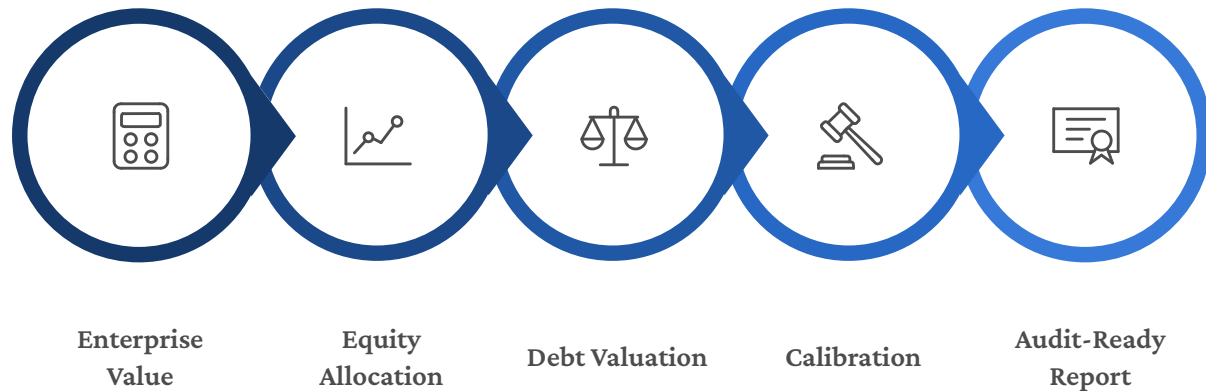 Enterprise
Value
Equity
Allocation
Debt Valuation
Calibration
Audit-Ready
Report